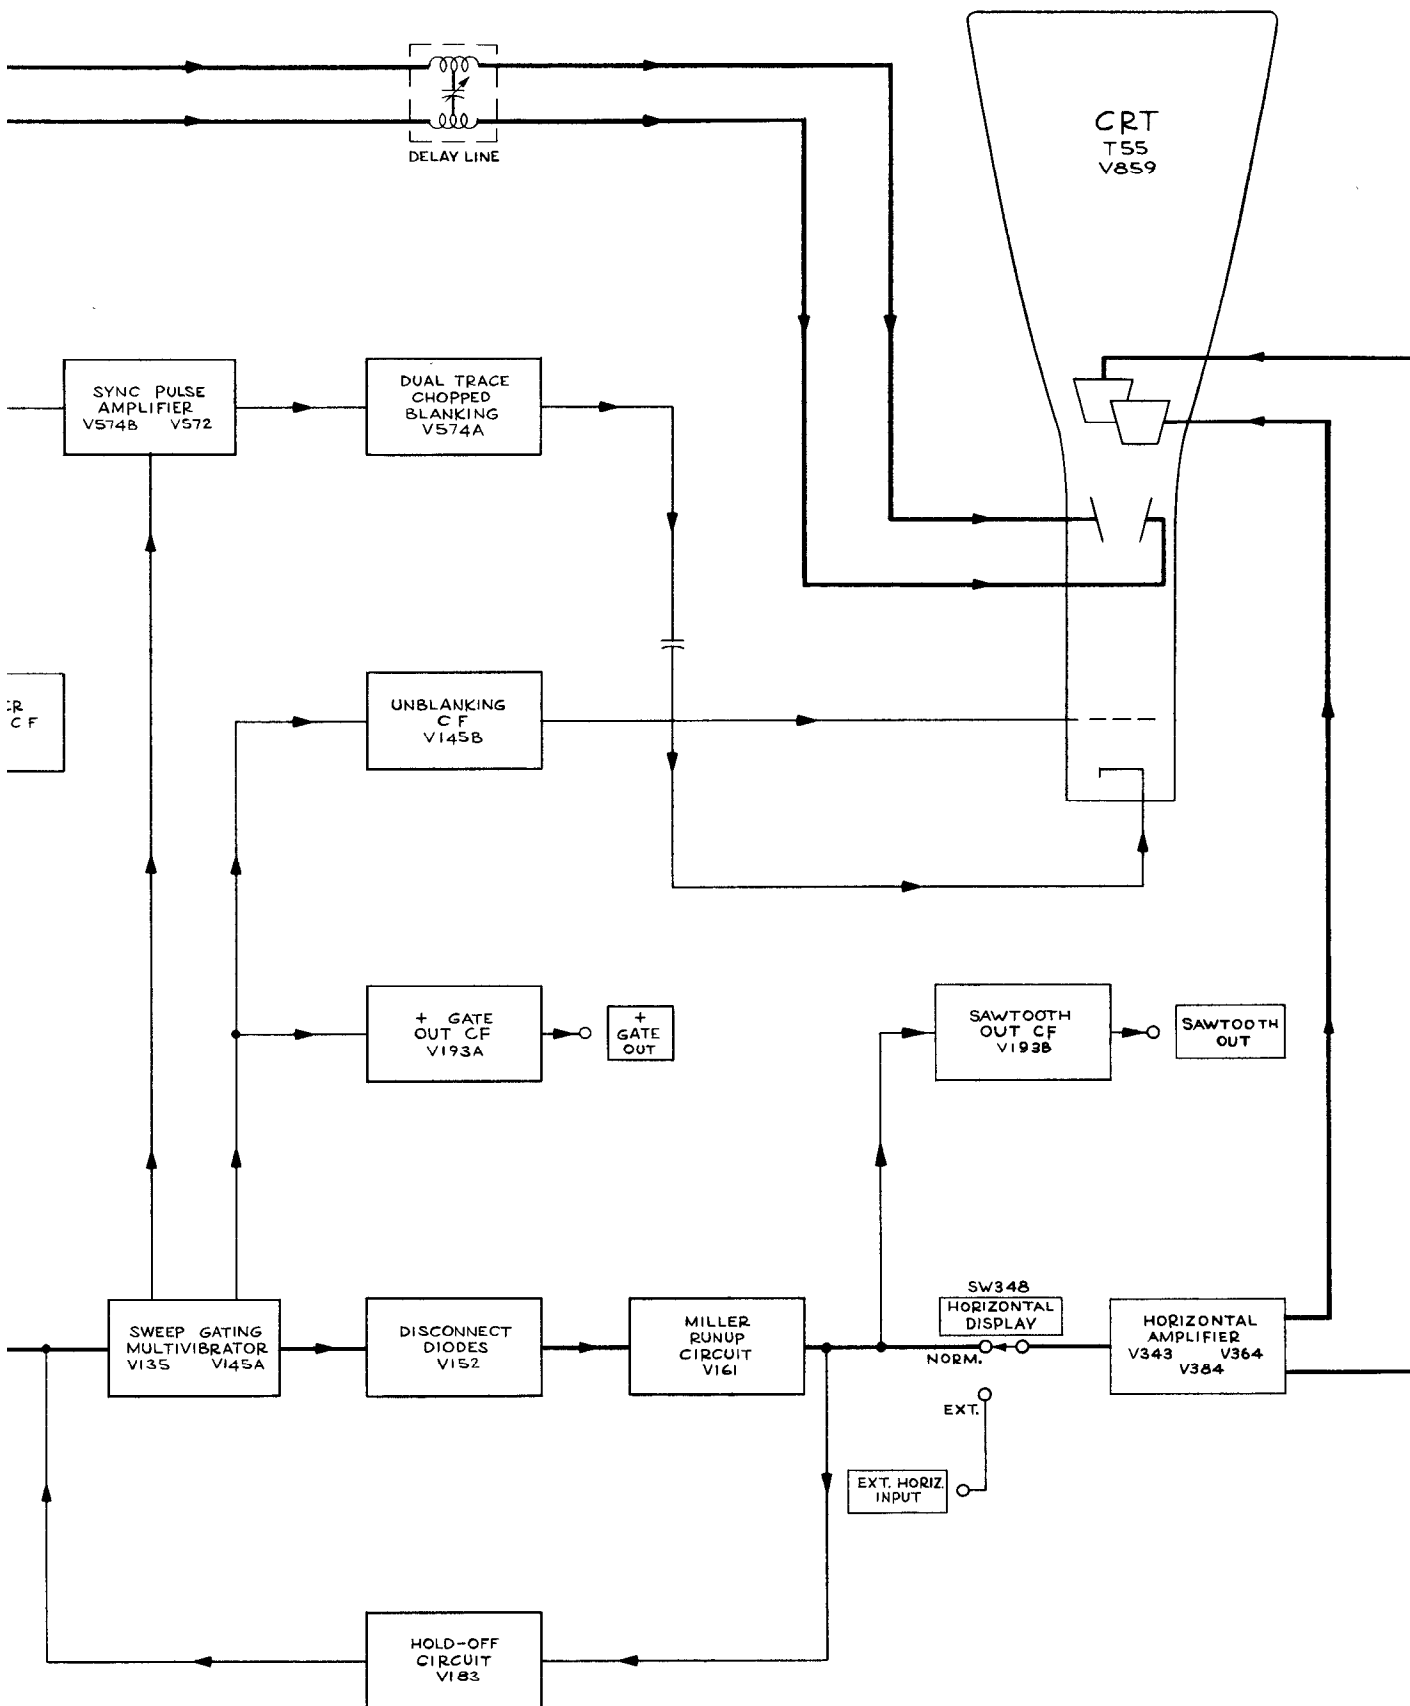 DELAY LINE
CRT
T55
V859
SYNC PULSE
AMPLIFIER
V574B V572
DUAL TRACE
CHOPPED
BLANKING
V574A
CF
UNBLANKING
CF
V145B
+ GATE
OUT CF
V193A
+
GATE
OUT
SAWTOOTH
OUT CF
V193B
SAWTOOTH
OUT
SWEEP GATING
MULTIVIBRATOR
V135 V145A
DISCONNECT
DIODES
V152
MILLER
RUNUP
CIRCUIT
V161
SW348
HORIZONTAL
DISPLAY
NORM.
EXT.
EXT. HORIZ.
INPUT
HORIZONTAL
AMPLIFIER
V343 V364
V384
HOLD-OFF
CIRCUIT
V183